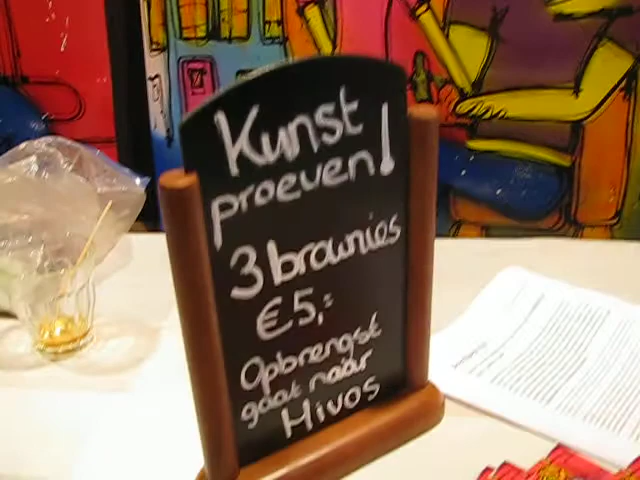 Kunst
proeven!
3 brownies
€5,=
Opbrengst
gaat naar
Hivos